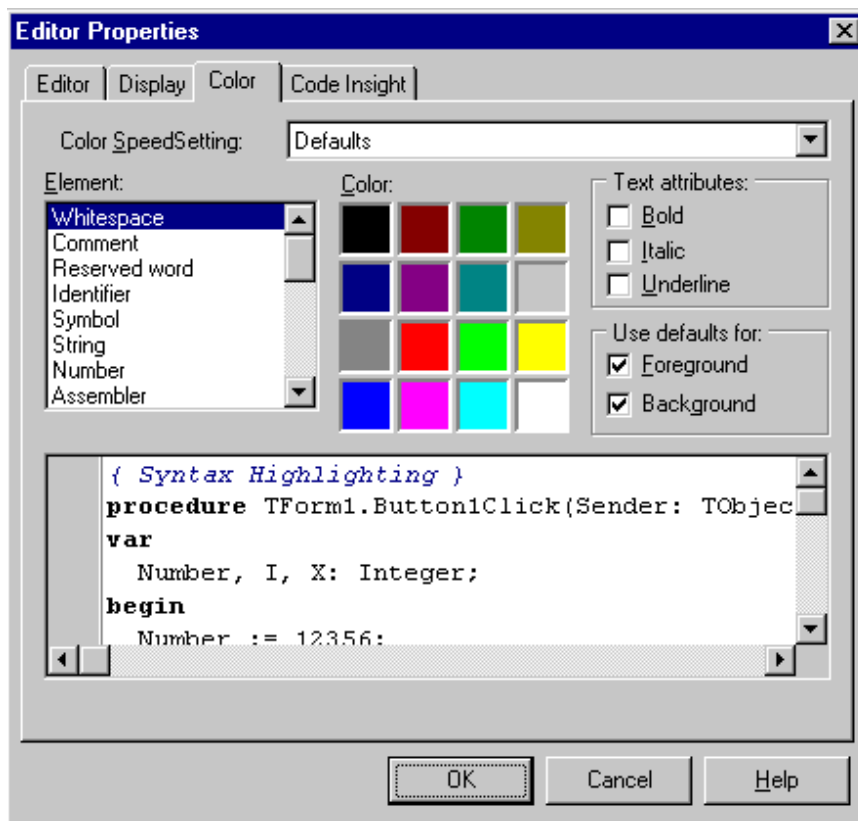 Editor Properties
Editor Display Color Code Insight
Color SpeedSetting: Defaults
Element: Color: Text attributes:
Whitespace
Comment
Reserved word
Identifier
Symbol
String
Number
Assembler
Bold
Italic
Underline
Use defaults for:
Foreground
Background
{ Syntax Highlighting }
procedure TForm1.Button1Click(Sender: TObjec
var
Number, I, X: Integer;
begin
Number := 12356;
OK Cancel Help